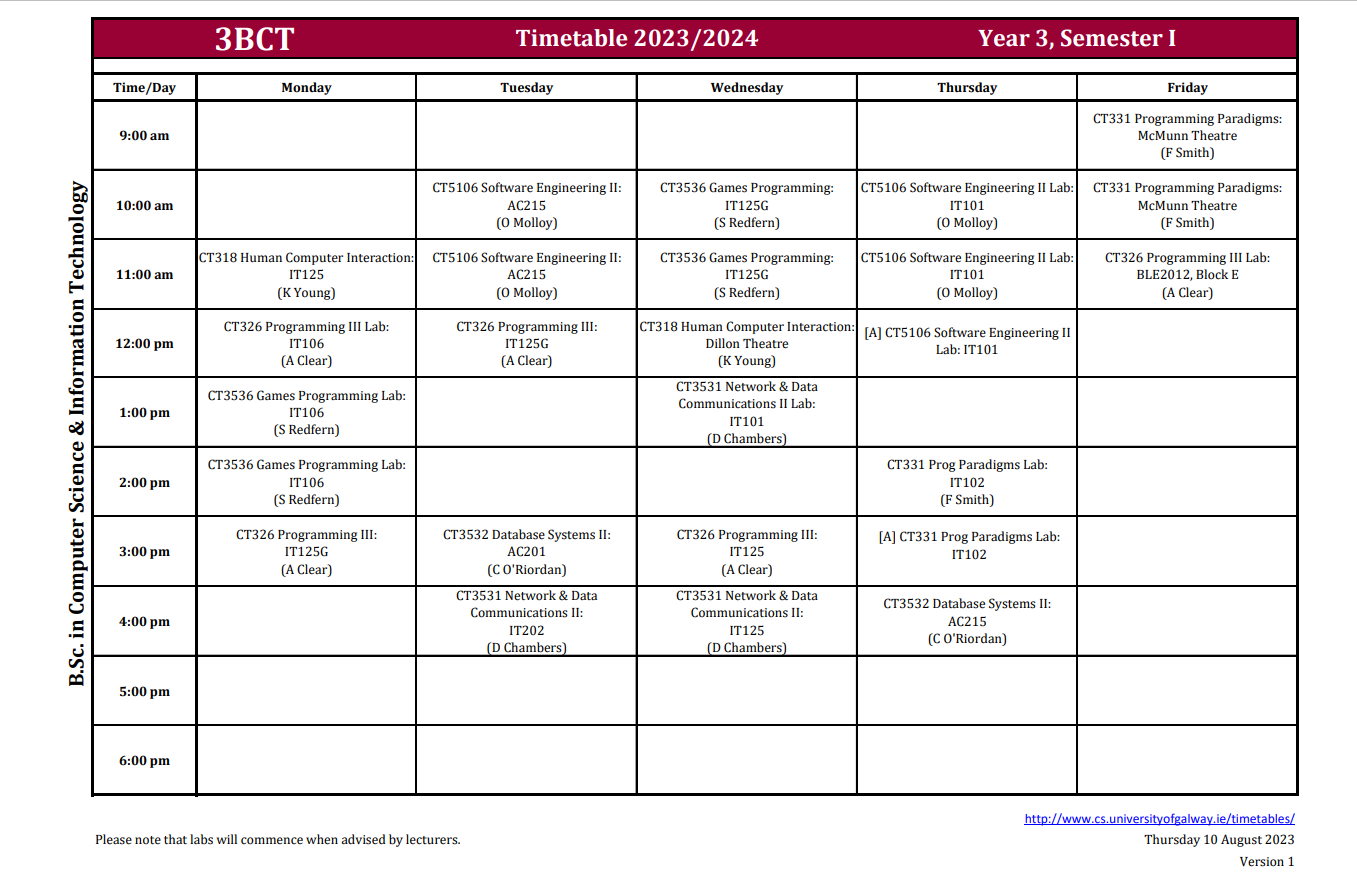 3BCT Timetable 2023/2024 Year 3, Semester I
Time/Day Monday Tuesday Wednesday Thursday Friday
B.Sc. in Computer Science & Information Technology
9:00 am
CT331 Programming Paradigms:
McMunn Theatre
(F Smith)
10:00 am
CT5106 Software Engineering II:
AC215
(O Molloy)
CT3536 Games Programming:
IT125G
(S Redfern)
CT5106 Software Engineering II Lab:
IT101
(O Molloy)
CT331 Programming Paradigms:
McMunn Theatre
(F Smith)
11:00 am
CT318 Human Computer Interaction:
IT125
(K Young)
CT5106 Software Engineering II:
AC215
(O Molloy)
CT3536 Games Programming:
IT125G
(S Redfern)
CT5106 Software Engineering II Lab:
IT101
(O Molloy)
CT326 Programming III Lab:
BLE2012, Block E
(A Clear)
12:00 pm
CT326 Programming III Lab:
IT106
(A Clear)
CT326 Programming III:
IT125G
(A Clear)
CT318 Human Computer Interaction:
Dillon Theatre
(K Young)
[A] CT5106 Software Engineering II
Lab: IT101
1:00 pm
CT3536 Games Programming Lab:
IT106
(S Redfern)
CT3531 Network & Data
Communications II Lab:
IT101
(D Chambers)
2:00 pm
CT3536 Games Programming Lab:
IT106
(S Redfern)
CT331 Prog Paradigms Lab:
IT102
(F Smith)
3:00 pm
CT326 Programming III:
IT125G
(A Clear)
CT3532 Database Systems II:
AC201
(C O'Riordan)
CT326 Programming III:
IT125
(A Clear)
[A] CT331 Prog Paradigms Lab:
IT102
4:00 pm
CT3531 Network & Data
Communications II:
IT202
(D Chambers)
CT3531 Network & Data
Communications II:
IT125
(D Chambers)
CT3532 Database Systems II:
AC215
(C O'Riordan)
5:00 pm
6:00 pm
http://www.cs.universityofgalway.ie/timetables/
Please note that labs will commence when advised by lecturers.
Thursday 10 August 2023
Version 1